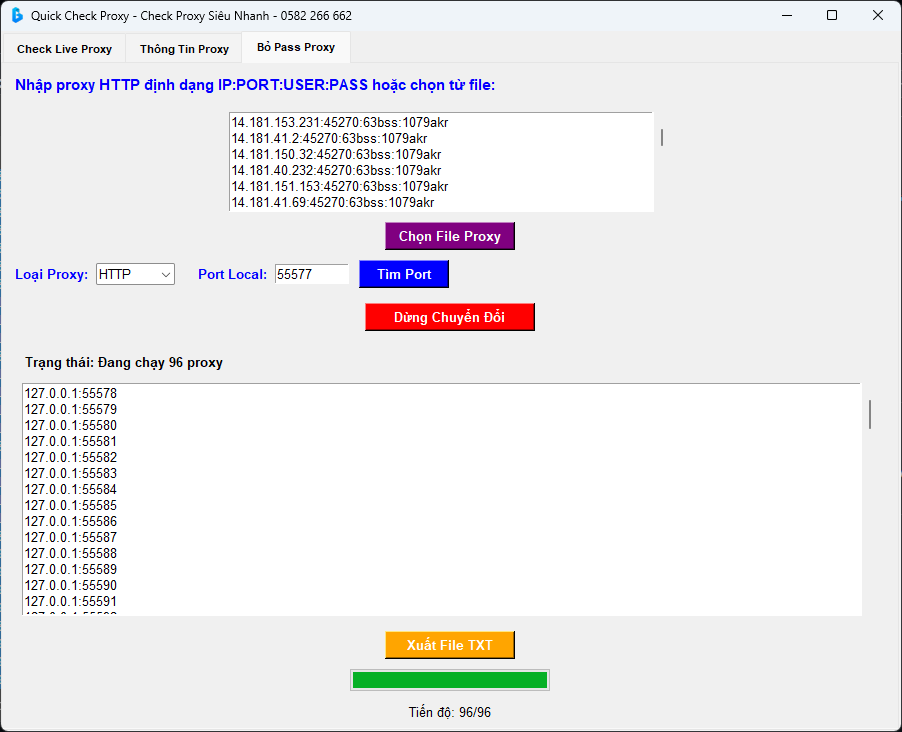 Quick Check Proxy - Check Proxy Siêu Nhanh - 0582 266 662
Check Live Proxy
Thông Tin Proxy
Bỏ Pass Proxy
Nhập proxy HTTP định dạng IP:PORT:USER:PASS hoặc chọn từ file:
14.181.153.231:45270:63bss:1079akr
14.181.41.2:45270:63bss:1079akr
14.181.150.32:45270:63bss:1079akr
14.181.40.232:45270:63bss:1079akr
14.181.151.153:45270:63bss:1079akr
14.181.41.69:45270:63bss:1079akr
Chọn File Proxy
Loại Proxy: HTTP Port Local: 55577 Tìm Port
Dừng Chuyển Đổi
Trạng thái: Đang chạy 96 proxy
127.0.0.1:55578
127.0.0.1:55579
127.0.0.1:55580
127.0.0.1:55581
127.0.0.1:55582
127.0.0.1:55583
127.0.0.1:55584
127.0.0.1:55585
127.0.0.1:55586
127.0.0.1:55587
127.0.0.1:55588
127.0.0.1:55589
127.0.0.1:55590
127.0.0.1:55591
Xuất File TXT
Tiến độ: 96/96